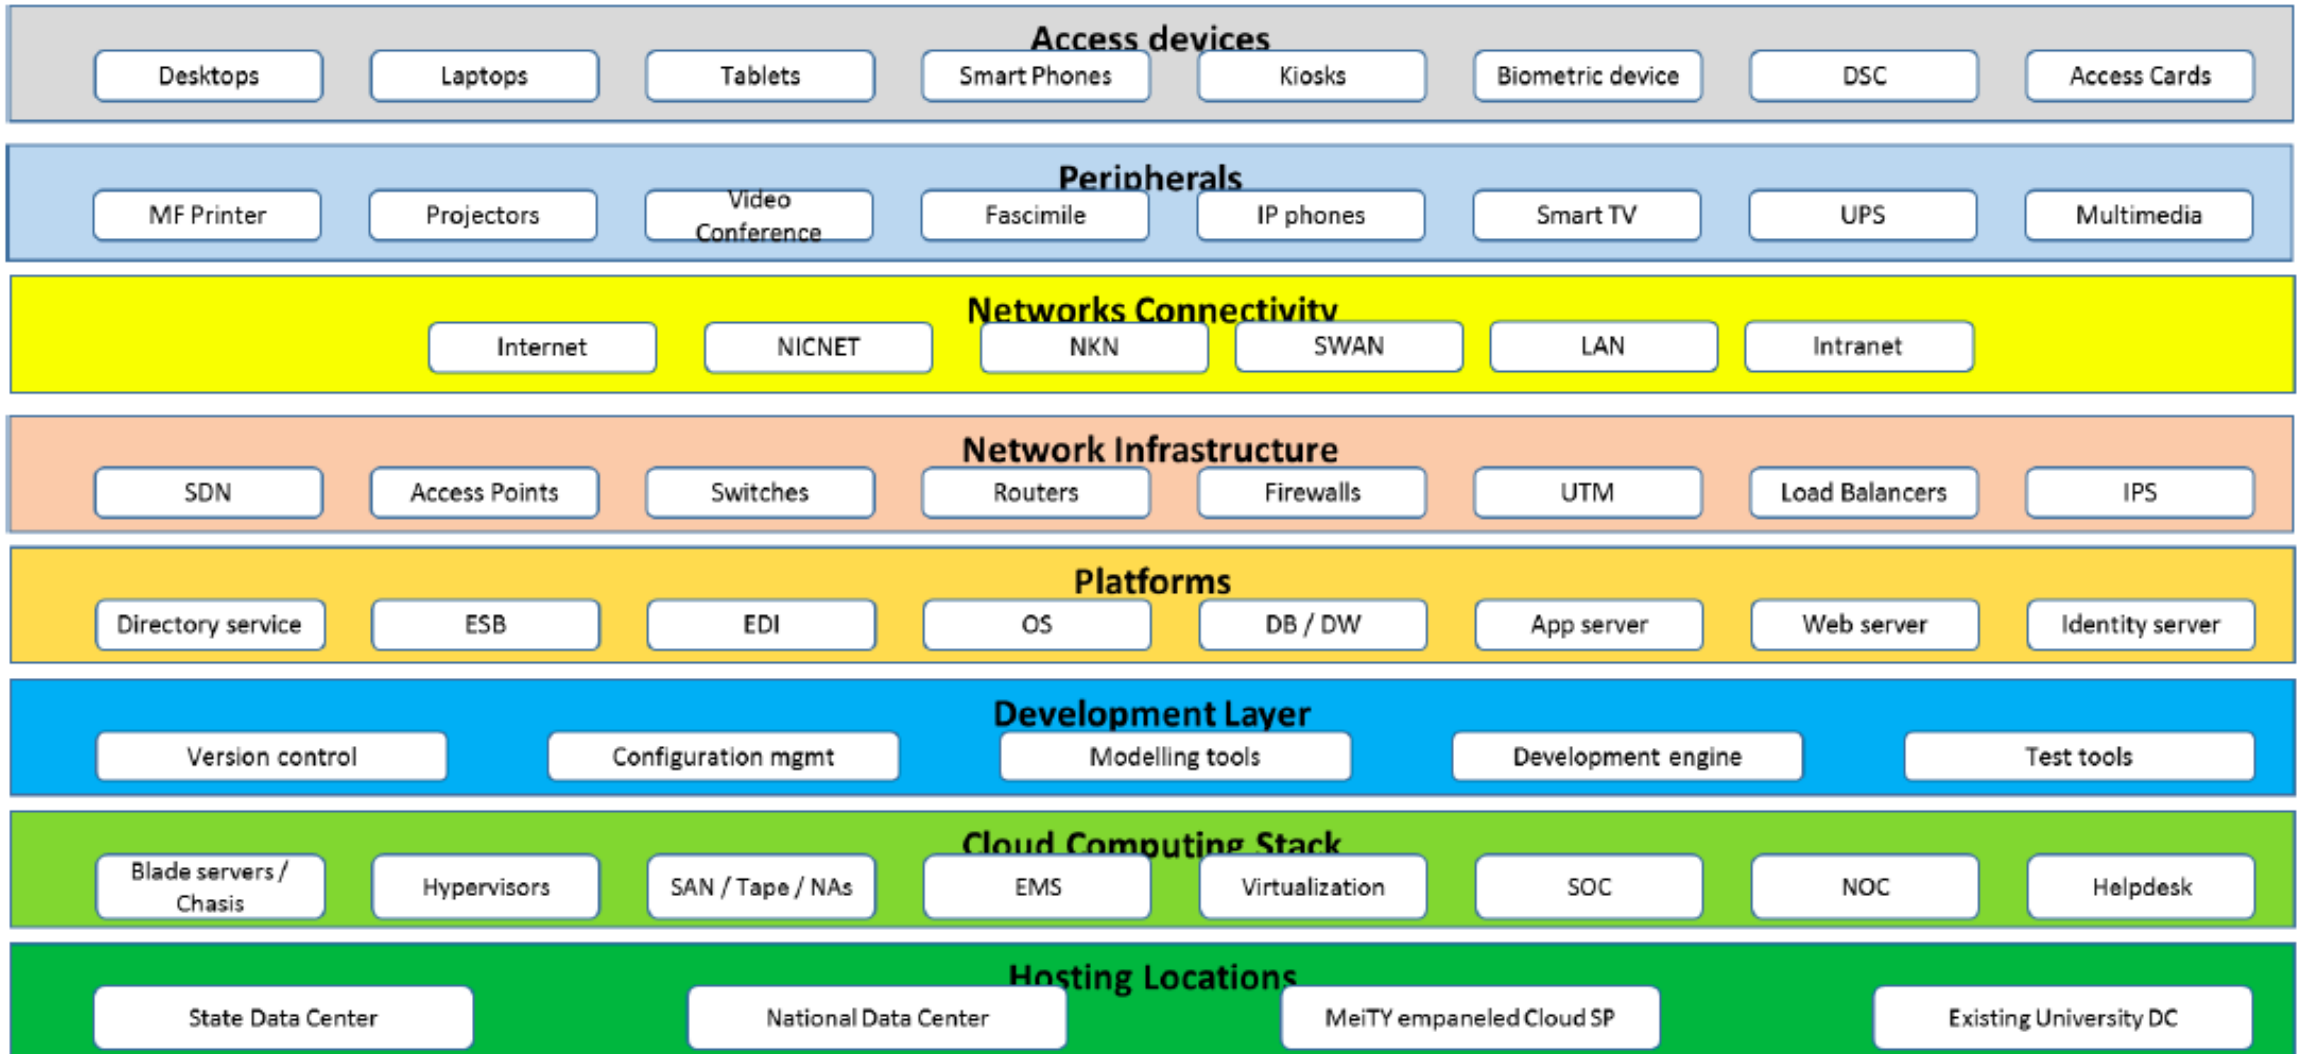 Access devices
Desktops
Laptops
Tablets
Smart Phones
Kiosks
Biometric device
DSC
Access Cards
Peripherals
MF Printer
Projectors
Video
Conference
Fascimile
IP phones
Smart TV
UPS
Multimedia
Networks Connectivity
Internet
NICNET
NKN
SWAN
LAN
Intranet
Network Infrastructure
SDN
Access Points
Switches
Routers
Firewalls
UTM
Load Balancers
IPS
Platforms
Directory service
ESB
EDI
OS
DB / DW
App server
Web server
Identity server
Development Layer
Version control
Configuration mgmt
Modelling tools
Development engine
Test tools
Cloud Computing Stack
Blade servers /
Chasis
Hypervisors
SAN / Tape / NAs
EMS
Virtualization
SOC
NOC
Helpdesk
Hosting Locations
State Data Center
National Data Center
MeiTY empaneled Cloud SP
Existing University DC